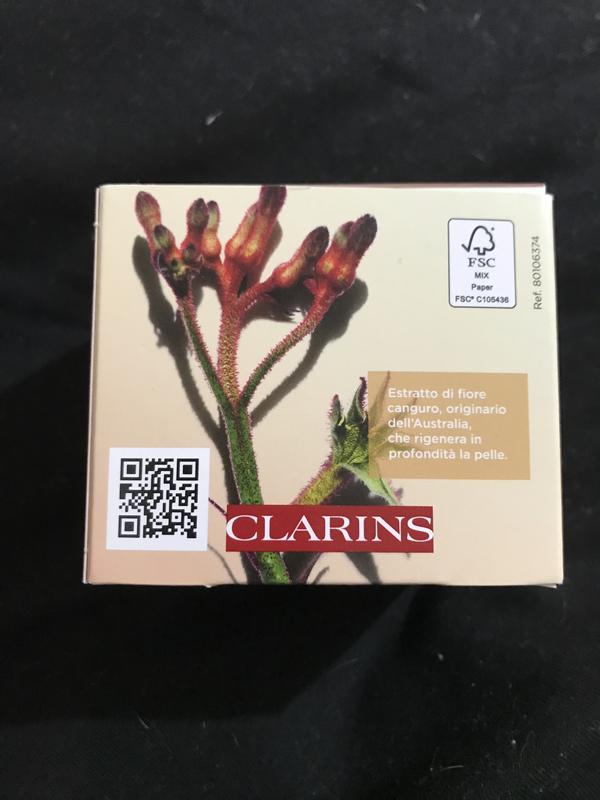 FSC
MIX
Paper
FSC® C105436
Ref. 80106374
Estratto di fiore
canguro, originario
dell'Australia,
che rigenera in
profondità la pelle.
CLARINS